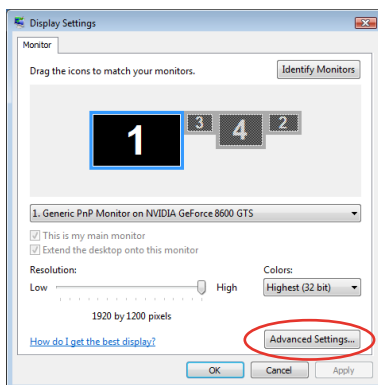 Display Settings
Monitor
Drag the icons to match your monitors.
Identify Monitors
1 3 4 2
1. Generic PnP Monitor on NVIDIA GeForce 8600 GTS
This is my main monitor
Extend the desktop onto this monitor
Resolution: Colors:
Low High Highest (32 bit)
1920 by 1200 pixels
How do I get the best display? Advanced Settings...
OK Cancel Apply